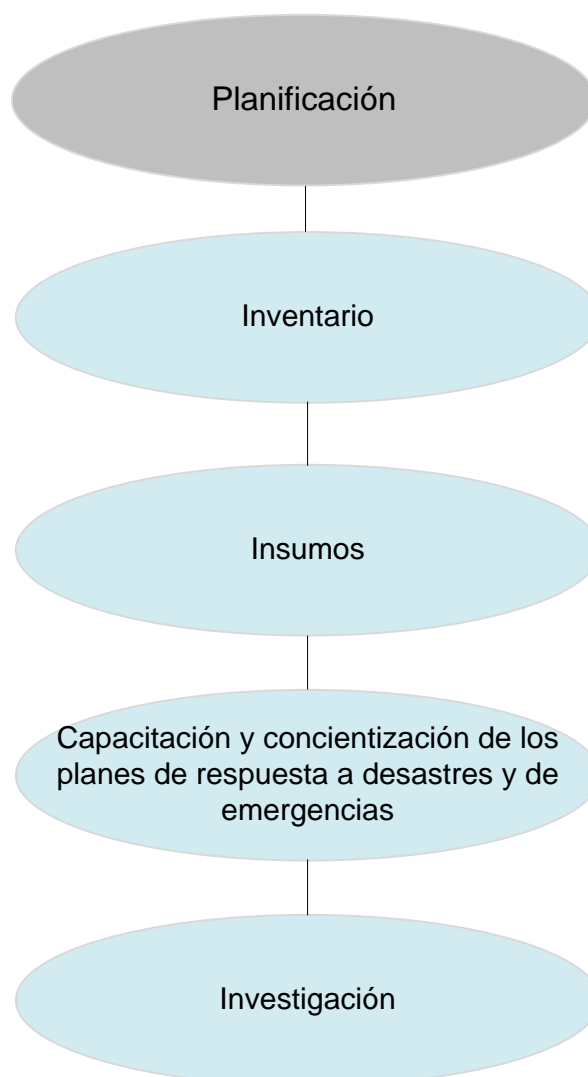 Planificación
Inventario
Insumos
Capacitación y concientización de los
planes de respuesta a desastres y de
emergencias
Investigación